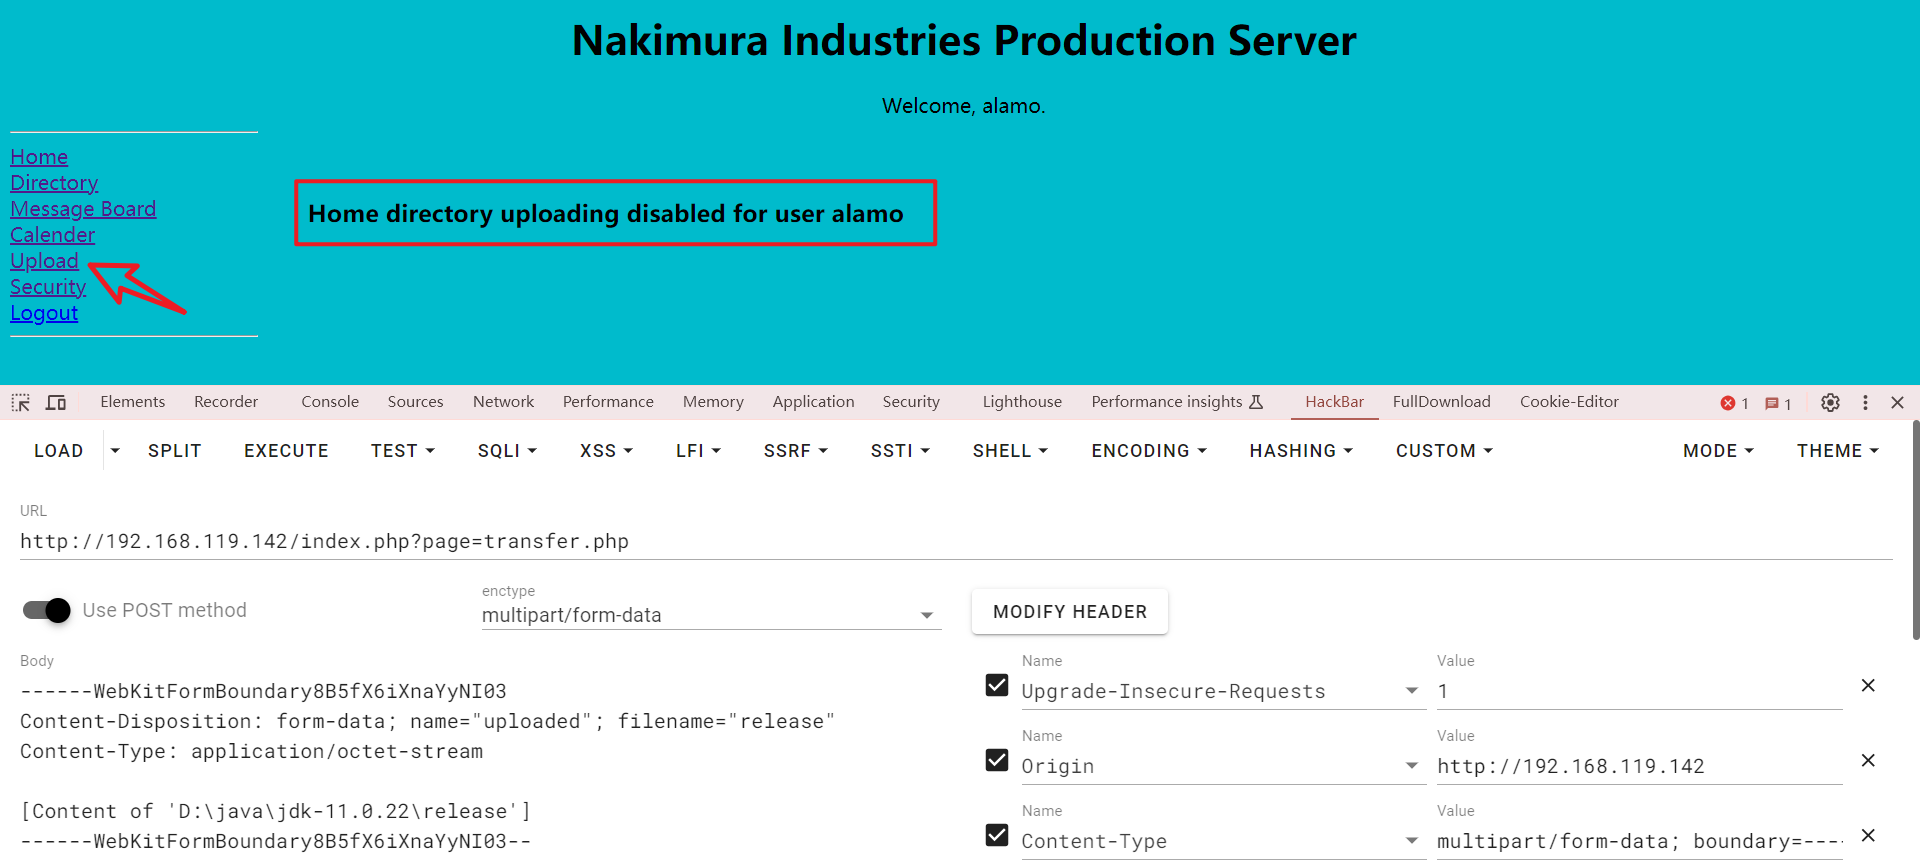 Nakimura Industries Production Server
Welcome, alamo.
Home
Directory
Message Board
Calender
Upload
Security
Logout
Home directory uploading disabled for user alamo
Elements Recorder Console Sources Network Performance Memory Application Security Lighthouse Performance insights HackBar FullDownload Cookie-Editor 1 1
LOAD SPLIT EXECUTE TEST SQLI XSS LFI SSRF SSTI SHELL ENCODING HASHING CUSTOM MODE THEME
URL
http://192.168.119.142/index.php?page=transfer.php
Use POST method
enctype
multipart/form-data
MODIFY HEADER
Body
------WebKitFormBoundary8B5fX6iXnaYyNI03
Content-Disposition: form-data; name="uploaded"; filename="release"
Content-Type: application/octet-stream
[Content of 'D:\java\jdk-11.0.22\release']
------WebKitFormBoundary8B5fX6iXnaYyNI03--
Name Value
Upgrade-Insecure-Requests 1
Name Value
Origin http://192.168.119.142
Name Value
Content-Type multipart/form-data; boundary=----